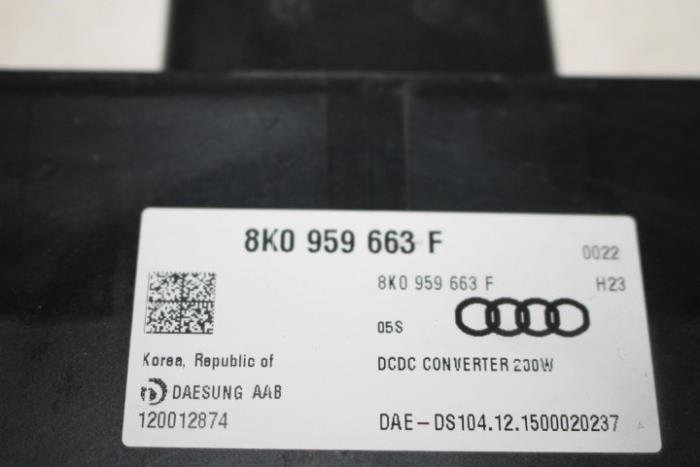 8K0 959 663 F
0022
8K0 959 663 F
H23
05S
Korea, Republic of
DCDC CONVERTER 200W
DAESUNG AAB
120012874
DAE-DS104.12.1500020237